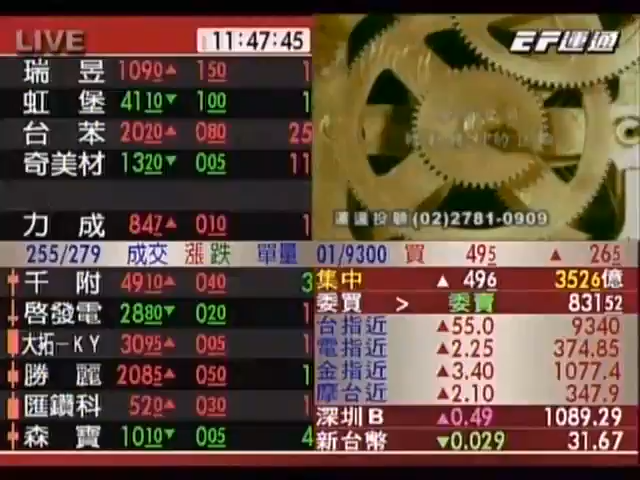 LIVE 11:47:45
瑞昱 1090▲ 150 1
虹堡 4110▼ 100 1
台苯 2020▲ 080 25
奇美材 1320▼ 005 11
力成 847▲ 010 1
EF運通
運達投顧 (02)2781-0909
255/279 成交 漲跌 單量
千附 4910▲ 040 3
啓發電 2880▼ 020 1
大拓-KY 3095▲ 005 1
勝麗 2085▲ 050 1
匯鑽科 520▲ 030 1
森寶 1010▼ 005 4
01/9300 買 495 ▲ 265
集中 ▲ 496 3526億
委買 > 委賣 83152
台指近 ▲55.0 9340
電指近 ▲2.25 374.85
金指近 ▲3.40 1077.4
摩台近 ▲2.10 347.9
深圳B ▲0.49 1089.29
新台幣 ▼0.029 31.67